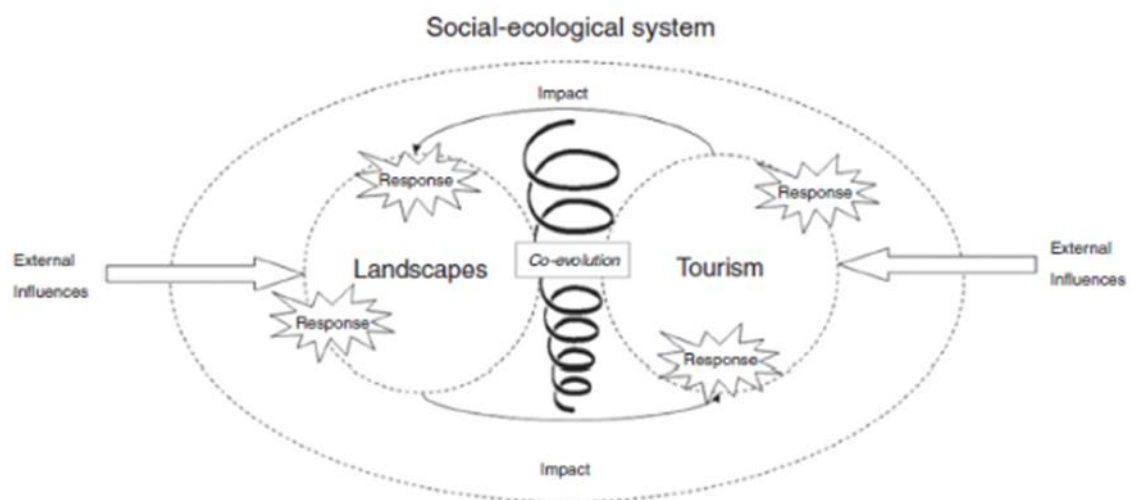 Social-ecological system
Impact
Response
Response
External
Influences
Landscapes
Co-evolution
Tourism
External
Influences
Response
Response
Impact